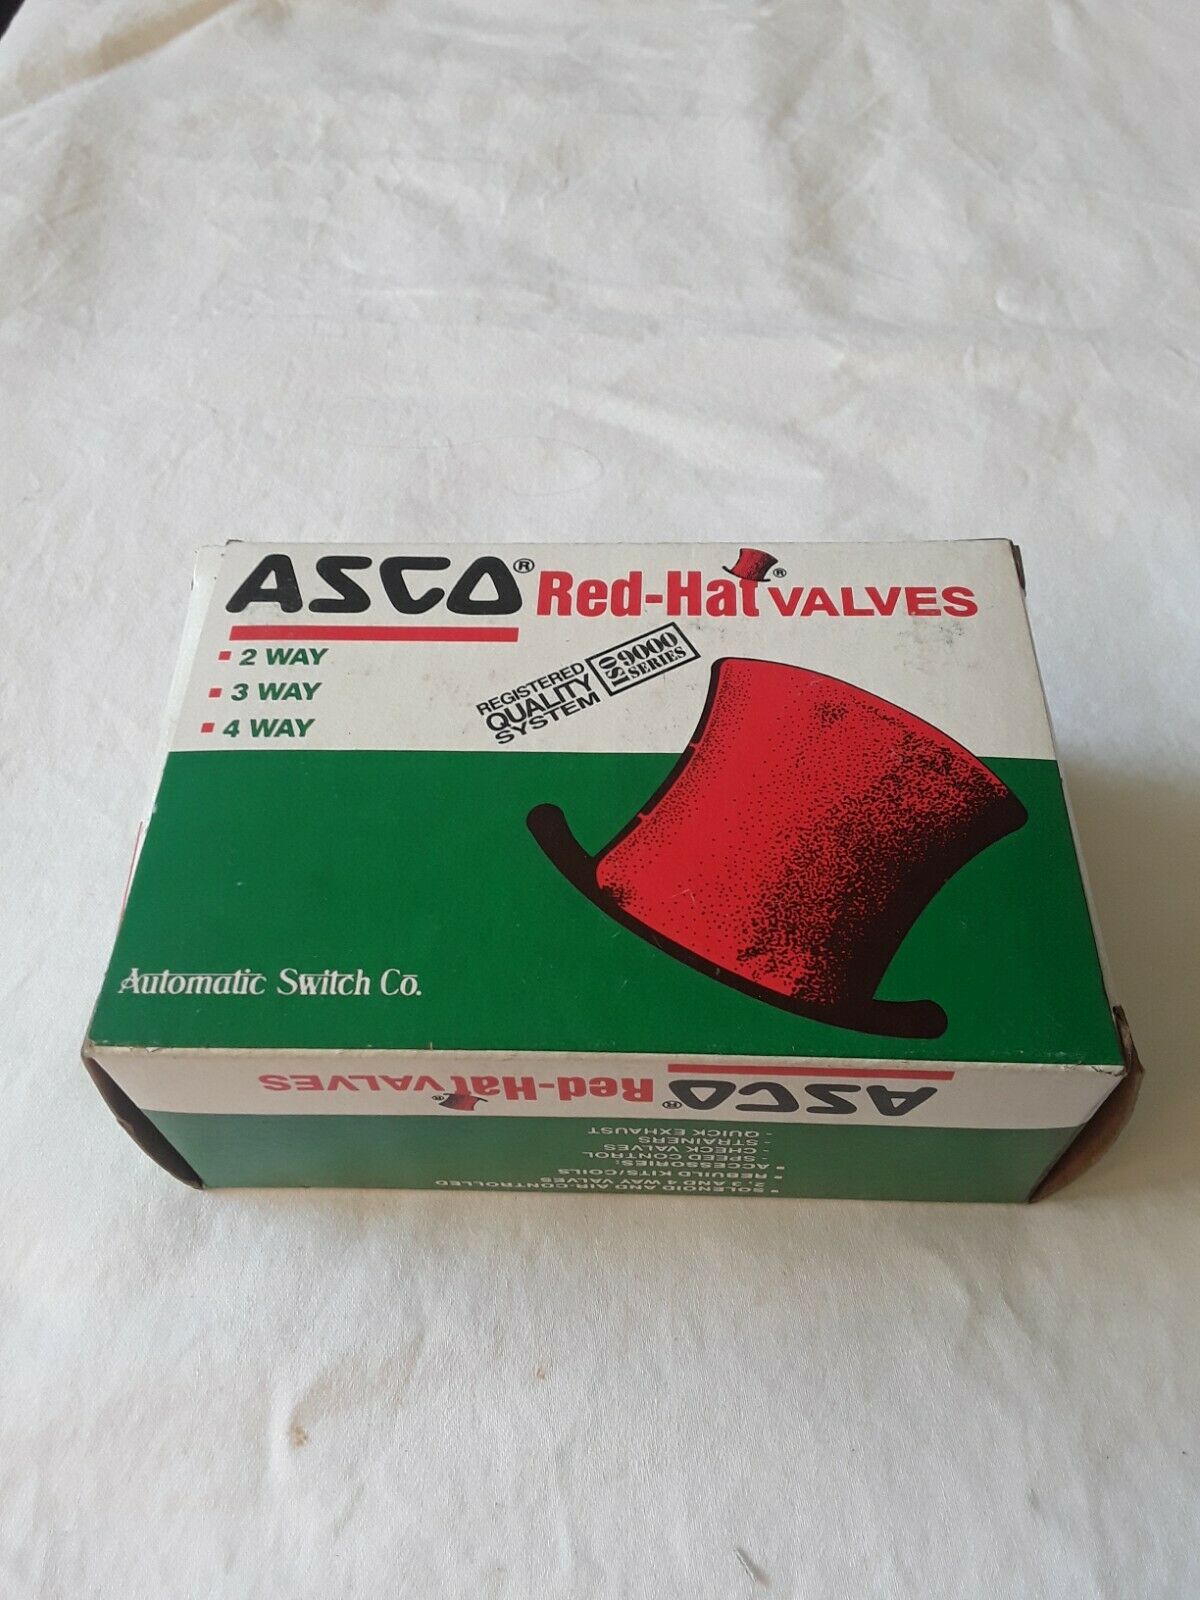 ASCO® Red-Hat® VALVES
▪ 2 WAY
▪ 3 WAY
▪ 4 WAY
REGISTERED
QUALITY
SYSTEM
ISO 9000
SERIES
Automatic Switch Co.
ASCO® Red-Hat® VALVES
▪ SOLENOID AND AIR-CONTROLLED
2, 3 AND 4 WAY VALVES
▪ REBUILD KITS/COILS
▪ ACCESSORIES:
- SPEED CONTROL
- CHECK VALVES
- STRAINERS
- QUICK EXHAUST